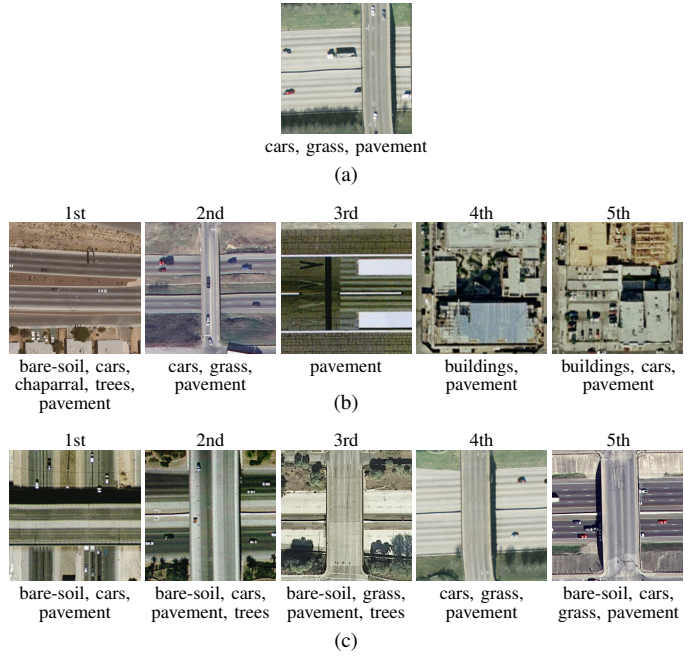 cars, grass, pavement
(a)
1st 2nd 3rd 4th 5th
bare-soil, cars, chaparral, trees, pavement
cars, grass, pavement
pavement
buildings, pavement
buildings, cars, pavement
(b)
1st 2nd 3rd 4th 5th
bare-soil, cars, pavement
bare-soil, cars, pavement, trees
bare-soil, grass, pavement, trees
cars, grass, pavement
bare-soil, cars, grass, pavement
(c)